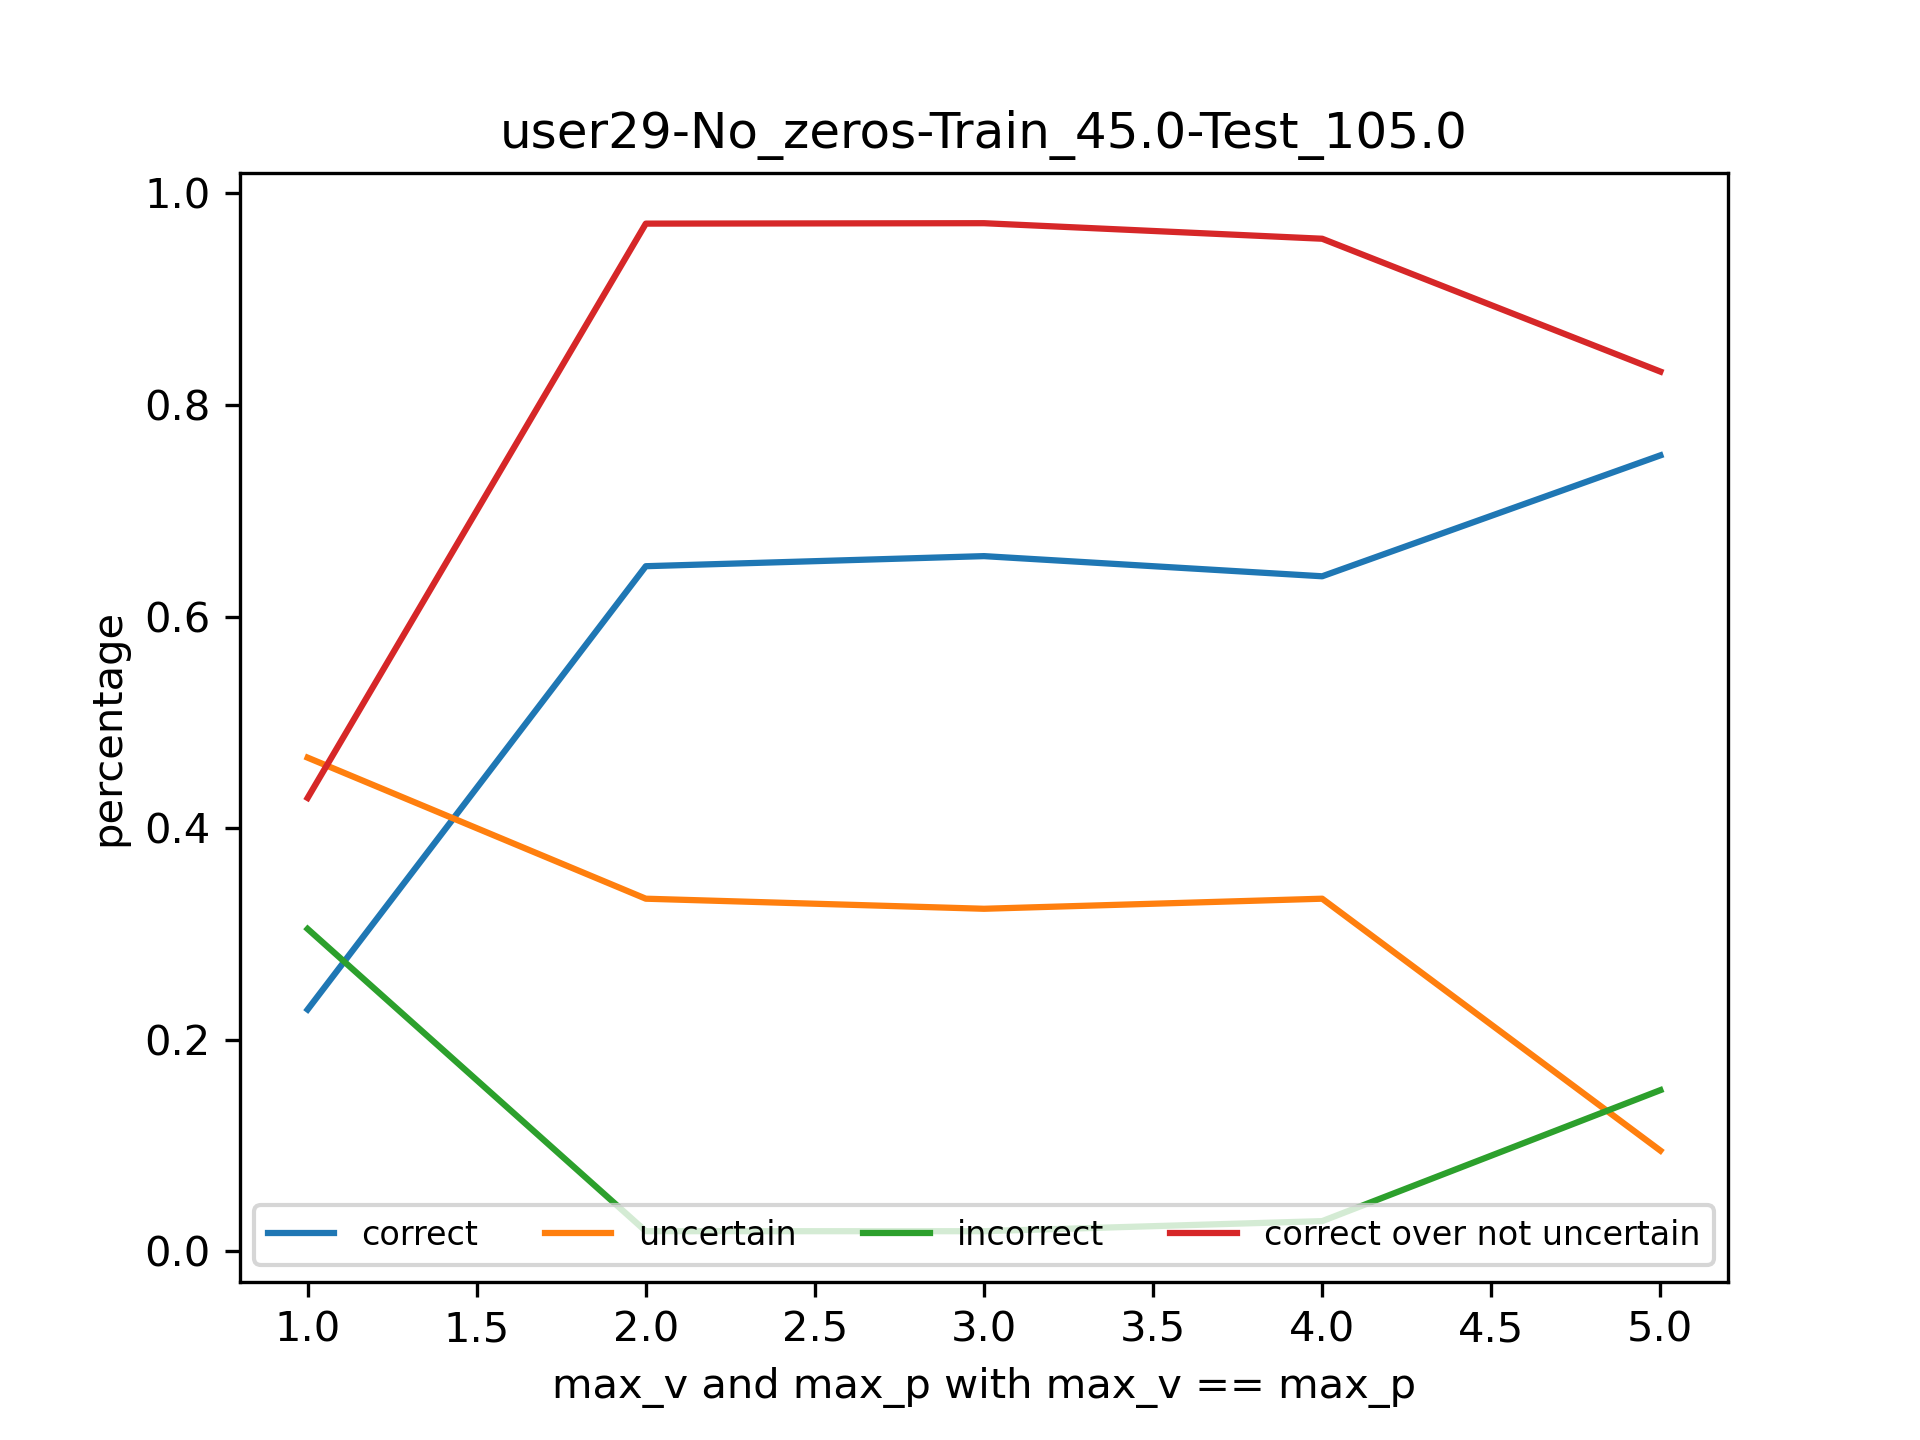 user29-No_zeros-Train_45.0-Test_105.0
1.0
0.8
0.6
0.4
0.2
0.0
percentage
correct uncertain incorrect correct over not uncertain
1.0 1.5 2.0 2.5 3.0 3.5 4.0 4.5 5.0
max_v and max_p with max_v == max_p